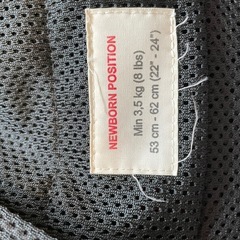 NEWBORN POSITION
Min 3,5 kg (8 lbs)
53 cm - 62 cm (22" - 24")